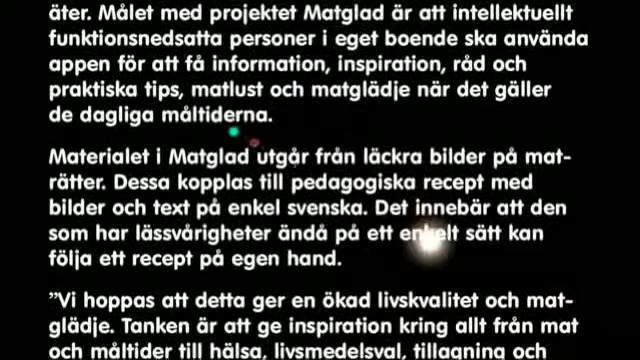 äter. Målet med projektet Matglad är att intellektuellt
funktionsnedsatta personer i eget boende ska använda
appen för att få information, inspiration, råd och
praktiska tips, matlust och matglädje när det gäller
de dagliga måltiderna.
Materialet i Matglad utgår från läckra bilder på mat-
rätter. Dessa kopplas till pedagogiska recept med
bilder och text på enkel svenska. Det innebär att den
som har lässvårigheter ändå på ett enkelt sätt kan
följa ett recept på egen hand.
”Vi hoppas att detta ger en ökad livskvalitet och mat-
glädje. Tanken är att ge inspiration kring allt från mat
och måltider till hälsa, livsmedelsval, tillagning och